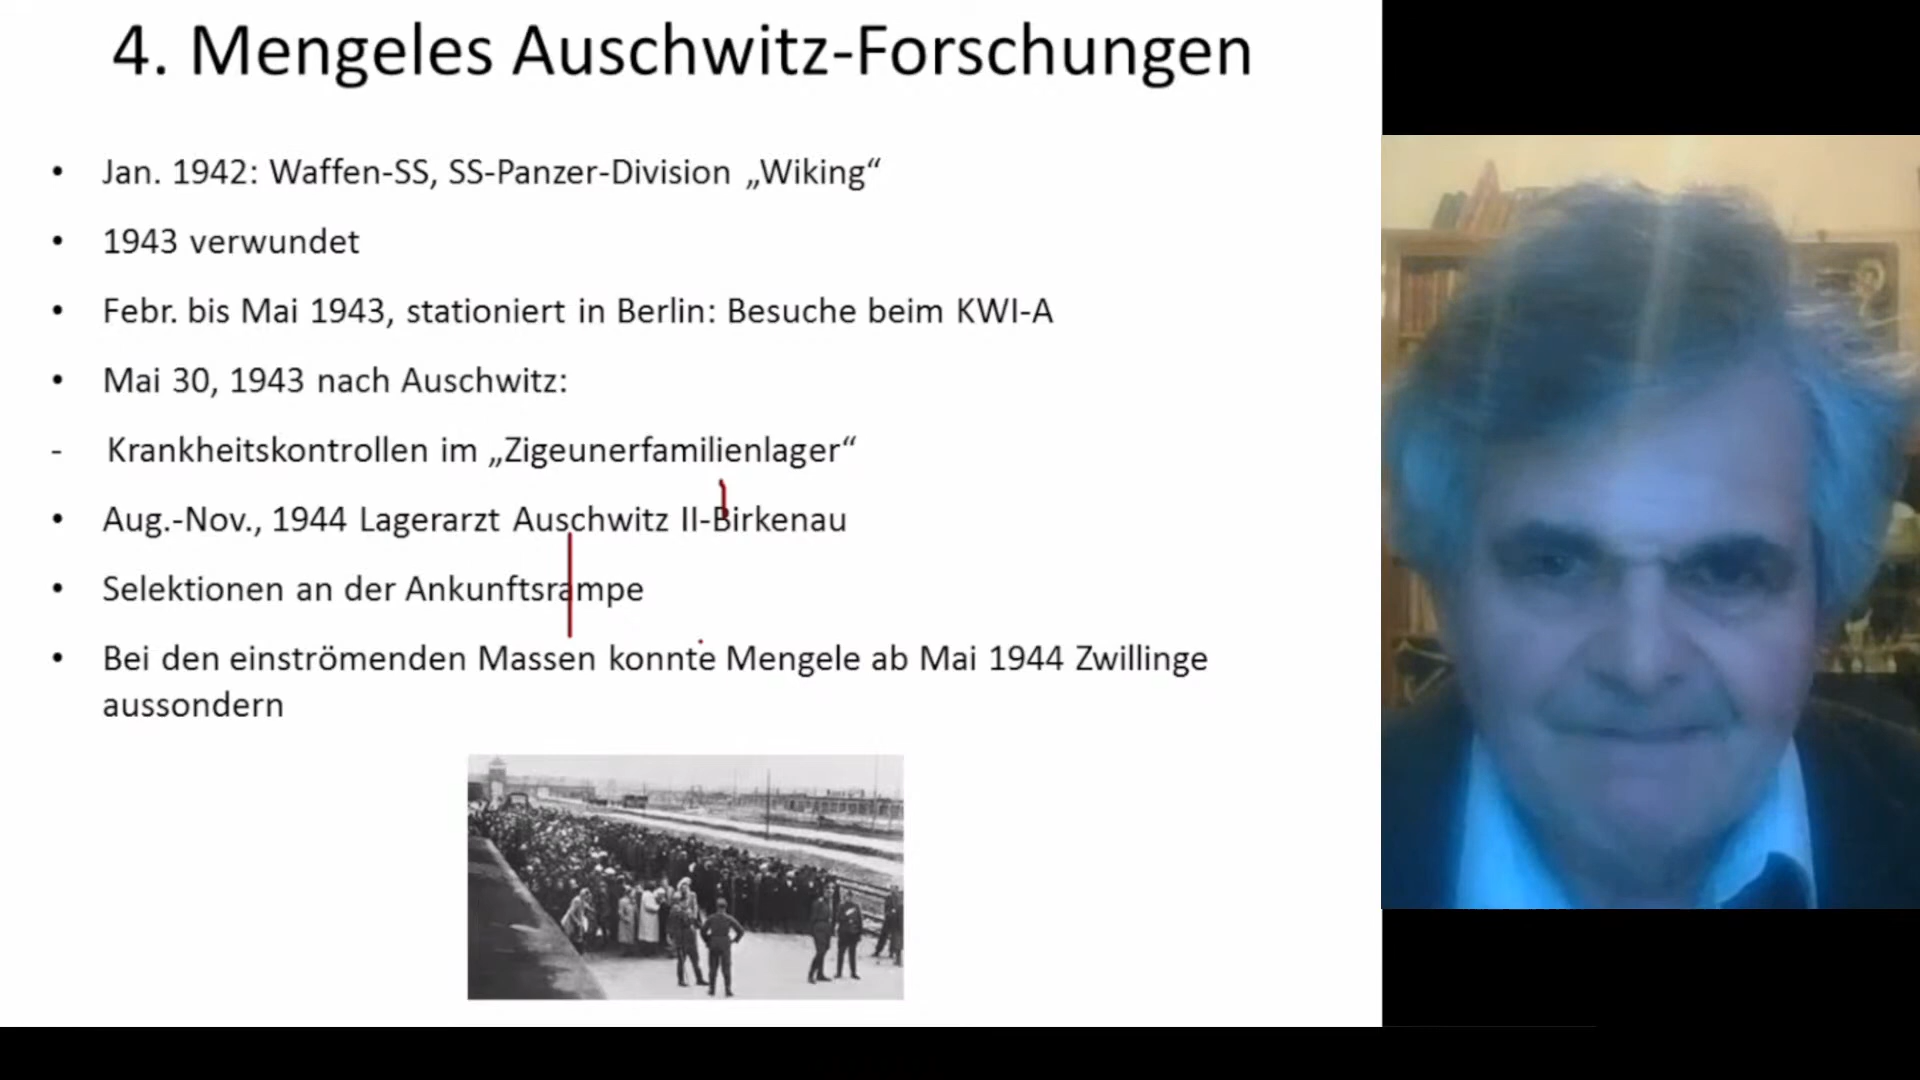 4. Mengeles Auschwitz-Forschungen
• Jan. 1942: Waffen-SS, SS-Panzer-Division „Wiking“
• 1943 verwundet
• Febr. bis Mai 1943, stationiert in Berlin: Besuche beim KWI-A
• Mai 30, 1943 nach Auschwitz:
- Krankheitskontrollen im „Zigeunerfamilienlager“
• Aug.-Nov., 1944 Lagerarzt Auschwitz II-Birkenau
• Selektionen an der Ankunftsrampe
• Bei den einströmenden Massen konnte Mengele ab Mai 1944 Zwillinge
aussondern